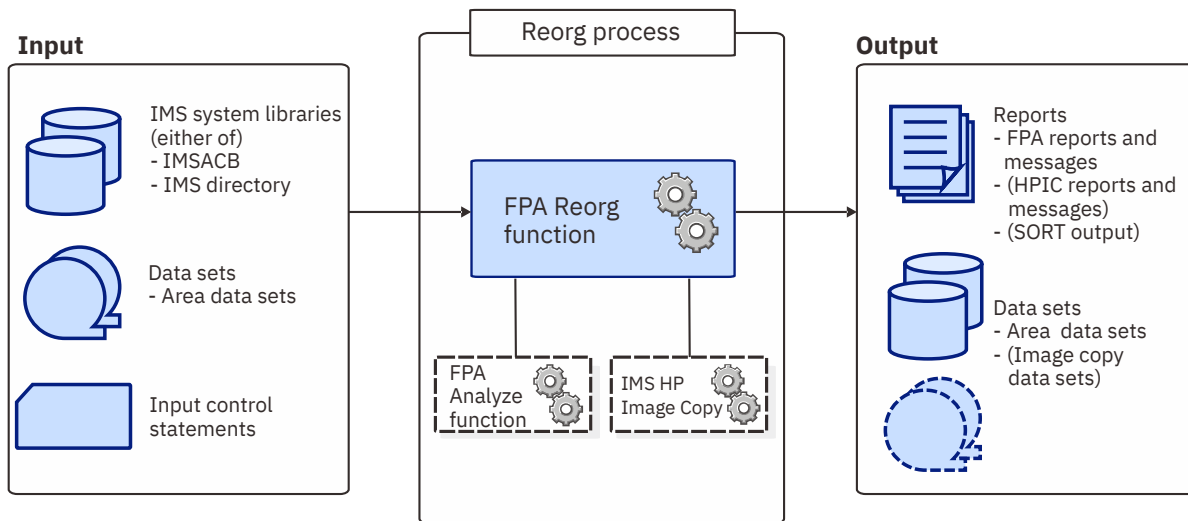 Input
IMS system libraries
(either of)
- IMSACB
- IMS directory
Data sets
- Area data sets
Input control
statements
Reorg process
FPA Reorg
function
FPA
Analyze
function
IMS HP
Image Copy
Output
Reports
- FPA reports and
messages
- (HPIC reports and
messages)
- (SORT output)
Data sets
- Area data sets
- (Image copy
data sets)